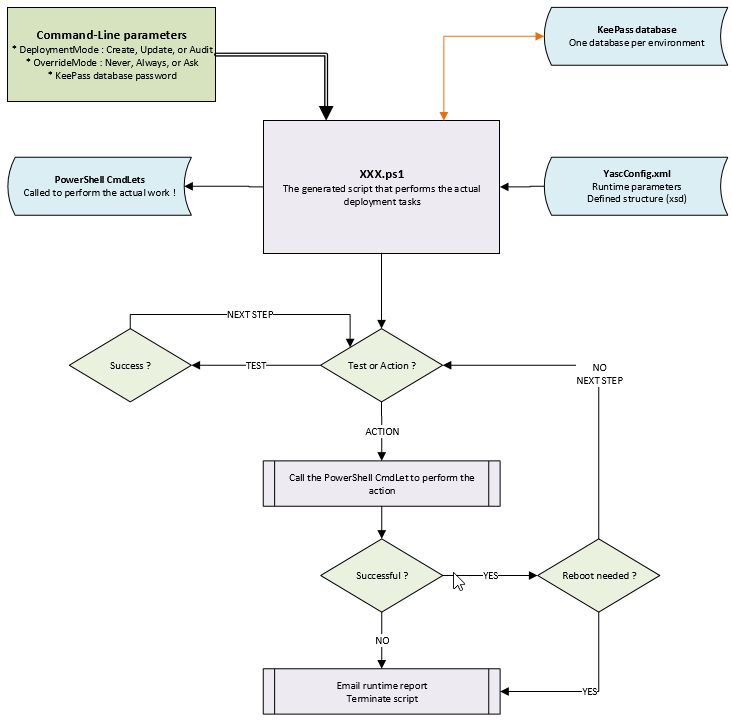 Command-Line parameters
* DeploymentMode : Create, Update, or Audit
* OverrideMode : Never, Always, or Ask
* KeePass database password
KeePass database
One database per environment
PowerShell CmdLets
Called to perform the actual work !
XXX.ps1
The generated script that performs the actual
deployment tasks
YascConfig.xml
Runtime parameters
Defined structure (xsd)
NEXT STEP
Success ?
TEST
Test or Action ?
NO
NEXT STEP
ACTION
Call the PowerShell CmdLet to perform the
action
Successful ?
YES
Reboot needed ?
NO
Email runtime report
Terminate script
YES